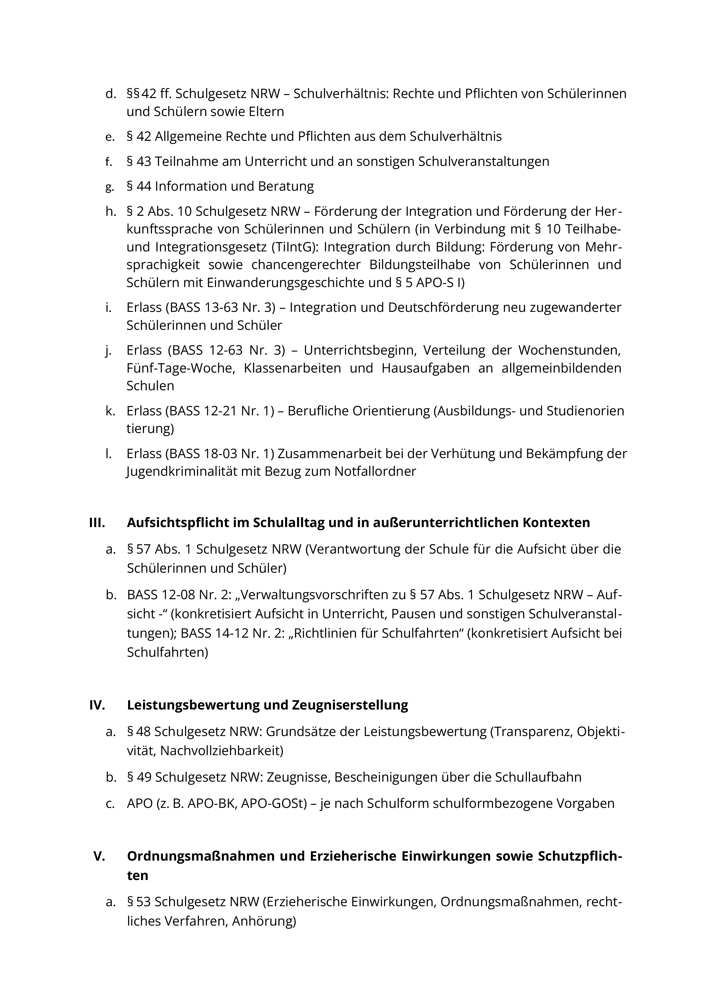 d. §§ 42 ff. Schulgesetz NRW – Schulverhältnis: Rechte und Pflichten von Schülerinnen
und Schülern sowie Eltern
e. § 42 Allgemeine Rechte und Pflichten aus dem Schulverhältnis
f. § 43 Teilnahme am Unterricht und an sonstigen Schulveranstaltungen
g. § 44 Information und Beratung
h. § 2 Abs. 10 Schulgesetz NRW – Förderung der Integration und Förderung der Her-
kunftssprache von Schülerinnen und Schülern (in Verbindung mit § 10 Teilhabe-
und Integrationsgesetz (TiIntG): Integration durch Bildung: Förderung von Mehr-
sprachigkeit sowie chancengerechter Bildungsteilhabe von Schülerinnen und
Schülern mit Einwanderungsgeschichte und § 5 APO-S I)
i. Erlass (BASS 13-63 Nr. 3) – Integration und Deutschförderung neu zugewanderter
Schülerinnen und Schüler
j. Erlass (BASS 12-63 Nr. 3) – Unterrichtsbeginn, Verteilung der Wochenstunden,
Fünf-Tage-Woche, Klassenarbeiten und Hausaufgaben an allgemeinbildenden
Schulen
k. Erlass (BASS 12-21 Nr. 1) – Berufliche Orientierung (Ausbildungs- und Studienorien
tierung)
l. Erlass (BASS 18-03 Nr. 1) Zusammenarbeit bei der Verhütung und Bekämpfung der
Jugendkriminalität mit Bezug zum Notfallordner
III. Aufsichtspflicht im Schulalltag und in außerunterrichtlichen Kontexten
a. § 57 Abs. 1 Schulgesetz NRW (Verantwortung der Schule für die Aufsicht über die
Schülerinnen und Schüler)
b. BASS 12-08 Nr. 2: „Verwaltungsvorschriften zu § 57 Abs. 1 Schulgesetz NRW – Auf-
sicht -“ (konkretisiert Aufsicht in Unterricht, Pausen und sonstigen Schulveranstal-
tungen); BASS 14-12 Nr. 2: „Richtlinien für Schulfahrten“ (konkretisiert Aufsicht bei
Schulfahrten)
IV. Leistungsbewertung und Zeugniserstellung
a. § 48 Schulgesetz NRW: Grundsätze der Leistungsbewertung (Transparenz, Objekti-
vität, Nachvollziehbarkeit)
b. § 49 Schulgesetz NRW: Zeugnisse, Bescheinigungen über die Schullaufbahn
c. APO (z. B. APO-BK, APO-GOSt) – je nach Schulform schulformbezogene Vorgaben
V. Ordnungsmaßnahmen und Erzieherische Einwirkungen sowie Schutzpflich-
ten
a. § 53 Schulgesetz NRW (Erzieherische Einwirkungen, Ordnungsmaßnahmen, recht-
liches Verfahren, Anhörung)